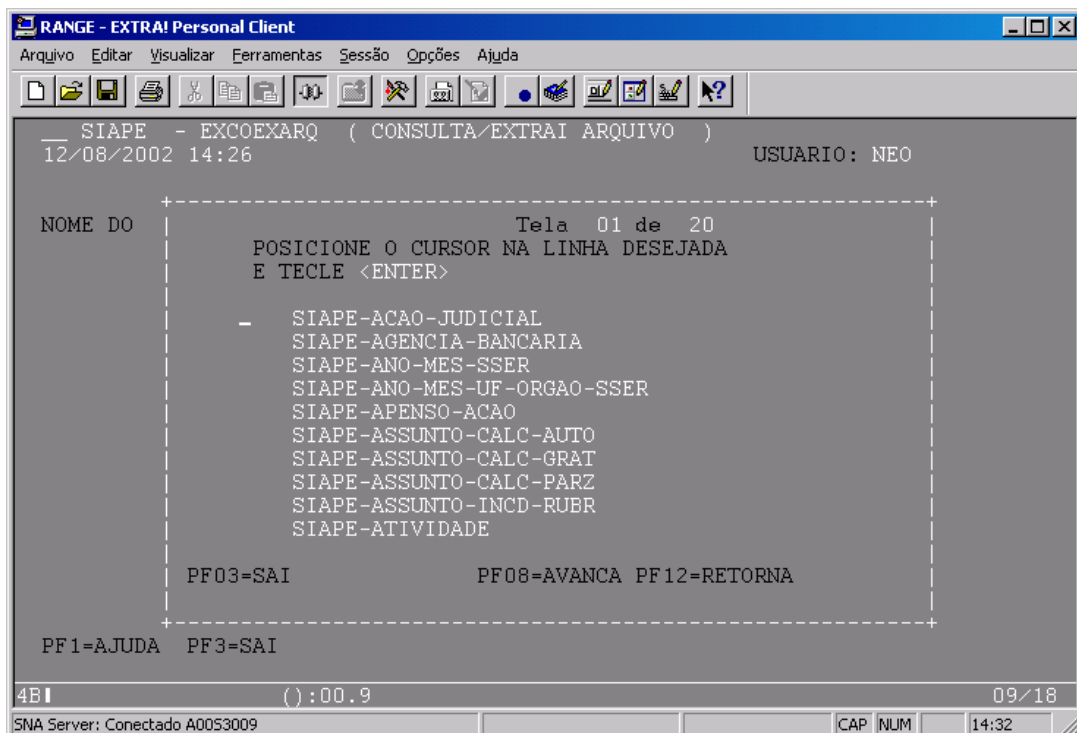 RANGE - EXTRA! Personal Client
Arquivo Editar Visualizar Ferramentas Sessão Opções Ajuda
__ SIAPE - EXCOEXARQ ( CONSULTA/EXTRAI ARQUIVO )
12/08/2002 14:26 USUARIO: NEO
NOME DO Tela 01 de 20
POSICIONE O CURSOR NA LINHA DESEJADA
E TECLE <ENTER>
_ SIAPE-ACAO-JUDICIAL
SIAPE-AGENCIA-BANCARIA
SIAPE-ANO-MES-SSER
SIAPE-ANO-MES-UF-ORGAO-SSER
SIAPE-APENSO-ACAO
SIAPE-ASSUNTO-CALC-AUTO
SIAPE-ASSUNTO-CALC-GRAT
SIAPE-ASSUNTO-CALC-PARZ
SIAPE-ASSUNTO-INCD-RUBR
SIAPE-ATIVIDADE
PF03=SAI PF08=AVANCA PF12=RETORNA
PF1=AJUDA PF3=SAI
4B ():00.9 09/18
SNA Server: Conectado A00S3009 CAP NUM 14:32